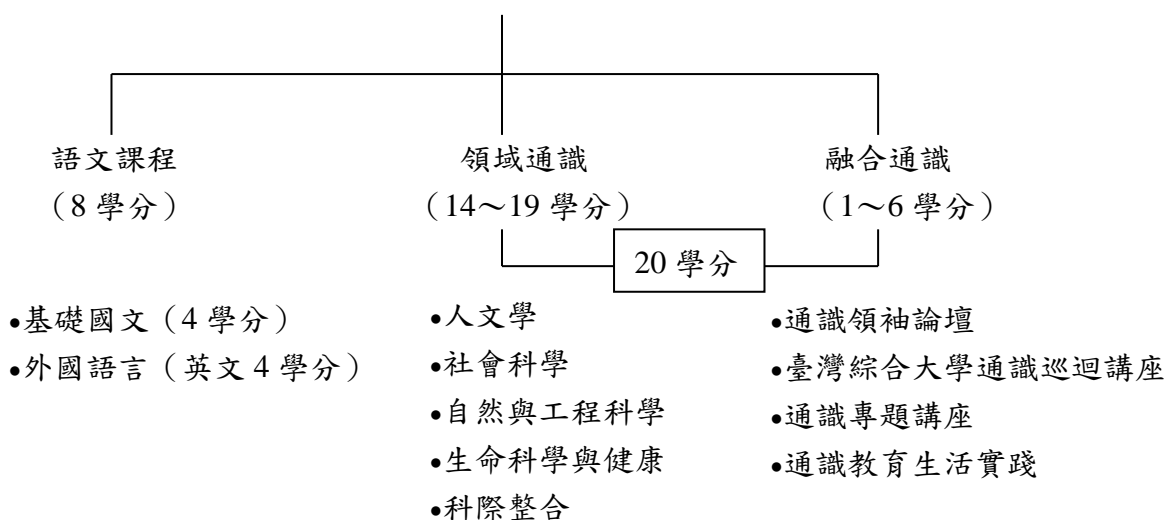 語文課程
(8 學分)
領域通識
(14～19 學分)
融合通識
(1～6 學分)
20 學分
•基礎國文(4 學分)
•外國語言(英文 4 學分)
•人文學
•社會科學
•自然與工程科學
•生命科學與健康
•科際整合
•通識領袖論壇
•臺灣綜合大學通識巡迴講座
•通識專題講座
•通識教育生活實踐